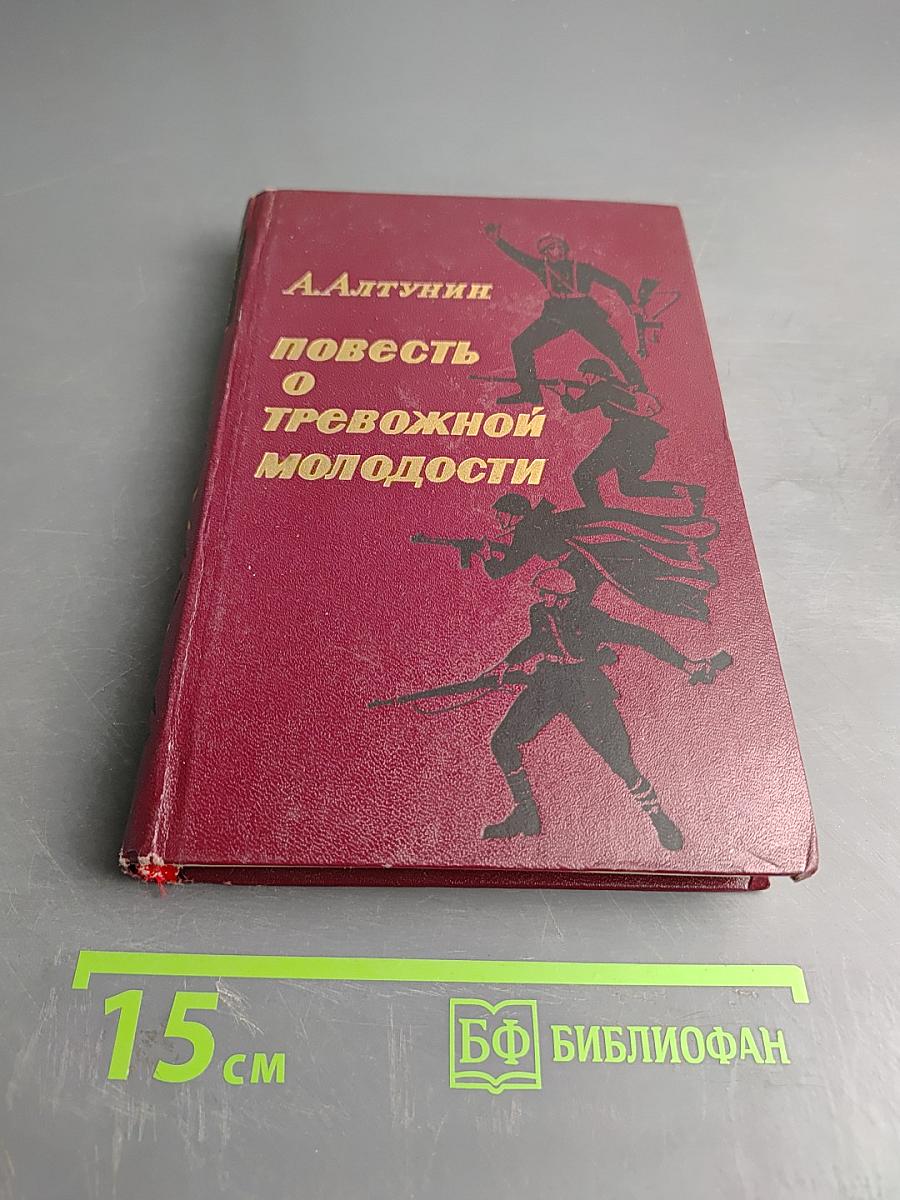 А. Алтунин
повесть
о
тревожной
молодости
15 см
БФ БИБЛИОФАН